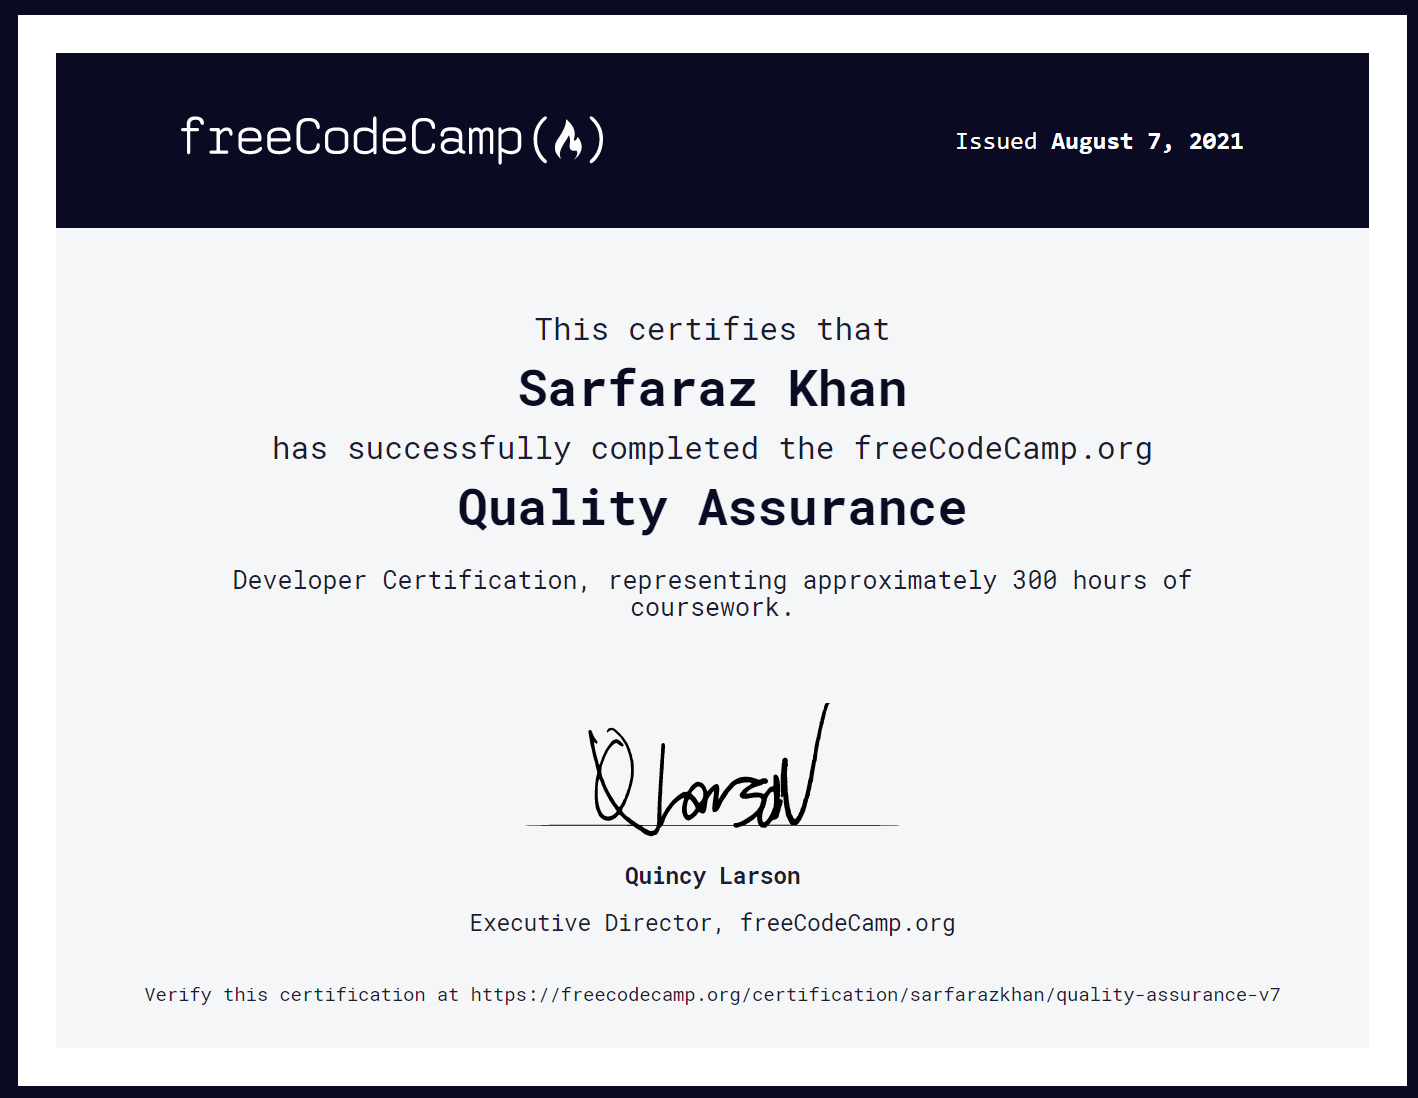 freeCodeCamp(🔥)
Issued August 7, 2021
This certifies that
Sarfaraz Khan
has successfully completed the freeCodeCamp.org
Quality Assurance
Developer Certification, representing approximately 300 hours of
coursework.
Q Larson
Quincy Larson
Executive Director, freeCodeCamp.org
Verify this certification at https://freecodecamp.org/certification/sarfarazkhan/quality-assurance-v7